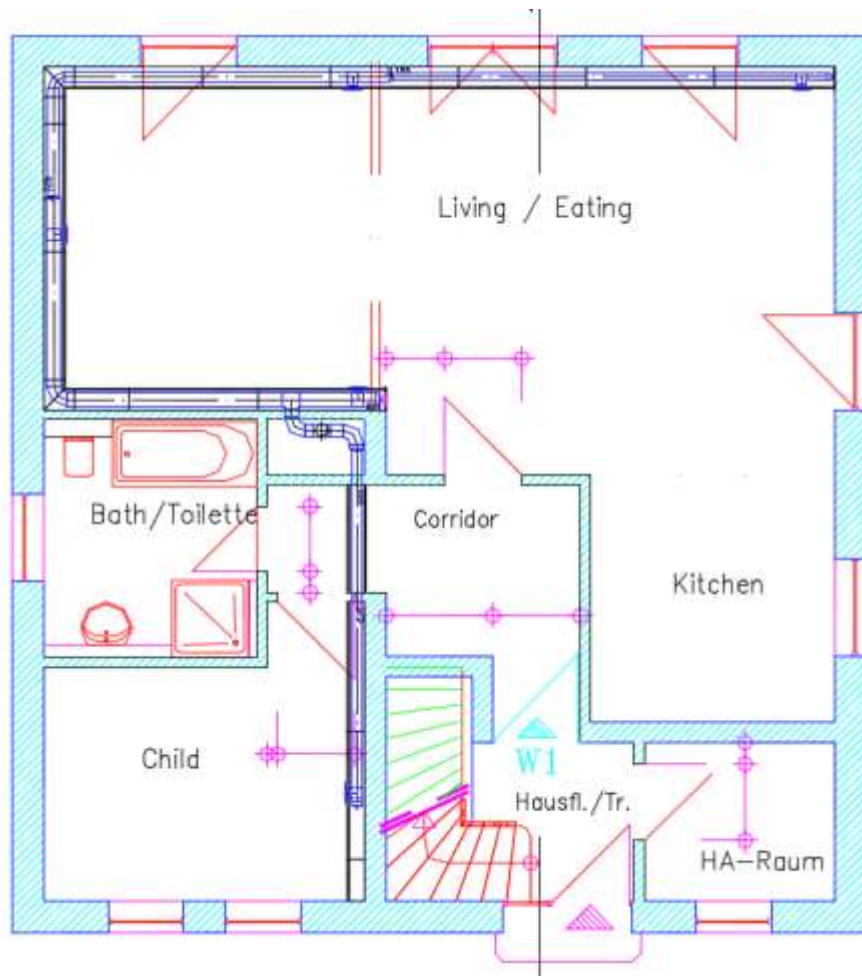 Living / Eating
Bath/Toilette
Corridor
Kitchen
Child
W1
Hausfl./Tr.
HA-Raum